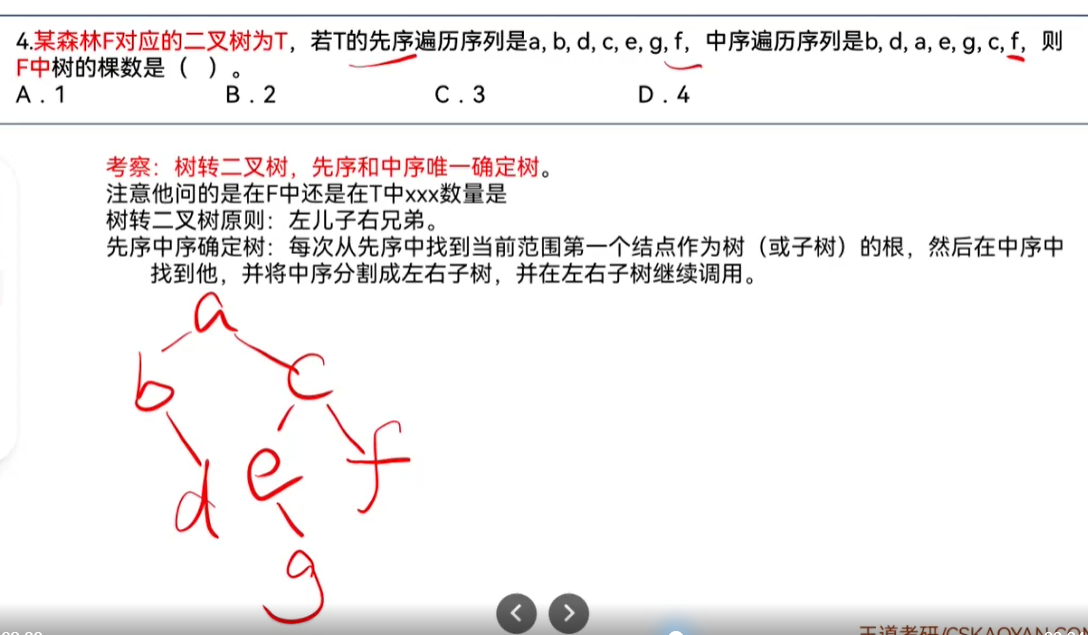 4.某森林F对应的二叉树为T，若T的先序遍历序列是a, b, d, c, e, g, f，中序遍历序列是b, d, a, e, g, c, f，则
F中树的棵数是（ ）。
A．1 B．2 C．3 D．4
考察：树转二叉树，先序和中序唯一确定树。
注意他问的是在F中还是在T中xxx数量是
树转二叉树原则：左儿子右兄弟。
先序中序确定树：每次从先序中找到当前范围第一个结点作为树（或子树）的根，然后在中序中
找到他，并将中序分割成左右子树，并在左右子树继续调用。
a
b c
d e f
g
王道考研/CSKAOYAN.CO